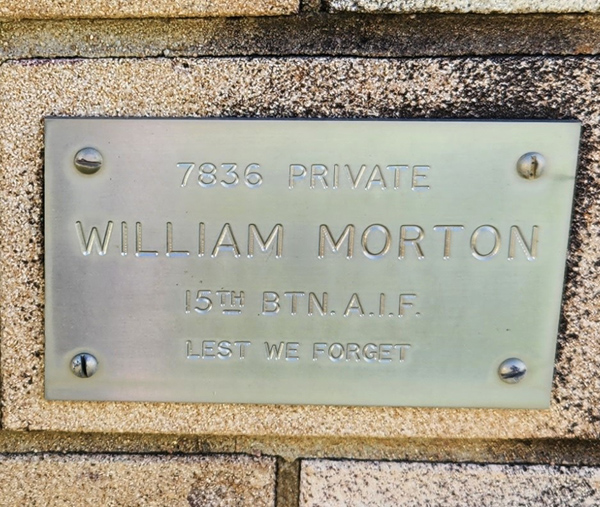 7836 PRIVATE
WILLIAM MORTON
15TH BTN. A.I.F.
LEST WE FORGET